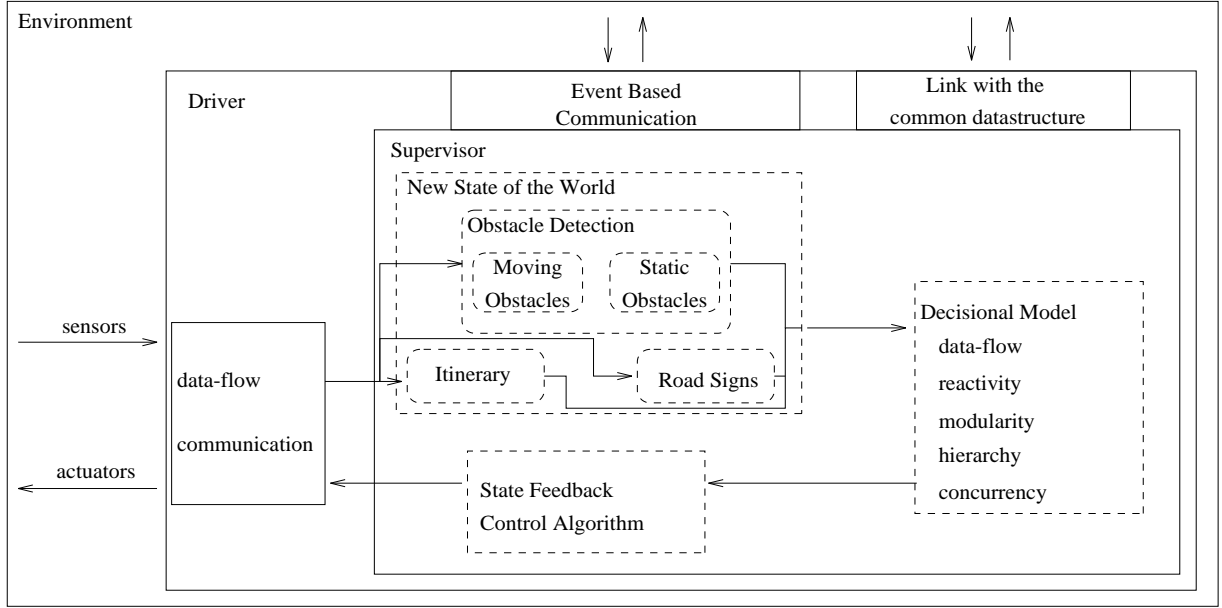 Environment
Driver
Event Based
Communication
Link with the
common datastructure
Supervisor
New State of the World
Obstacle Detection
Moving
Obstacles
Static
Obstacles
sensors
data-flow
communication
Itinerary
Road Signs
Decisional Model
data-flow
reactivity
modularity
hierarchy
concurrency
actuators
State Feedback
Control Algorithm